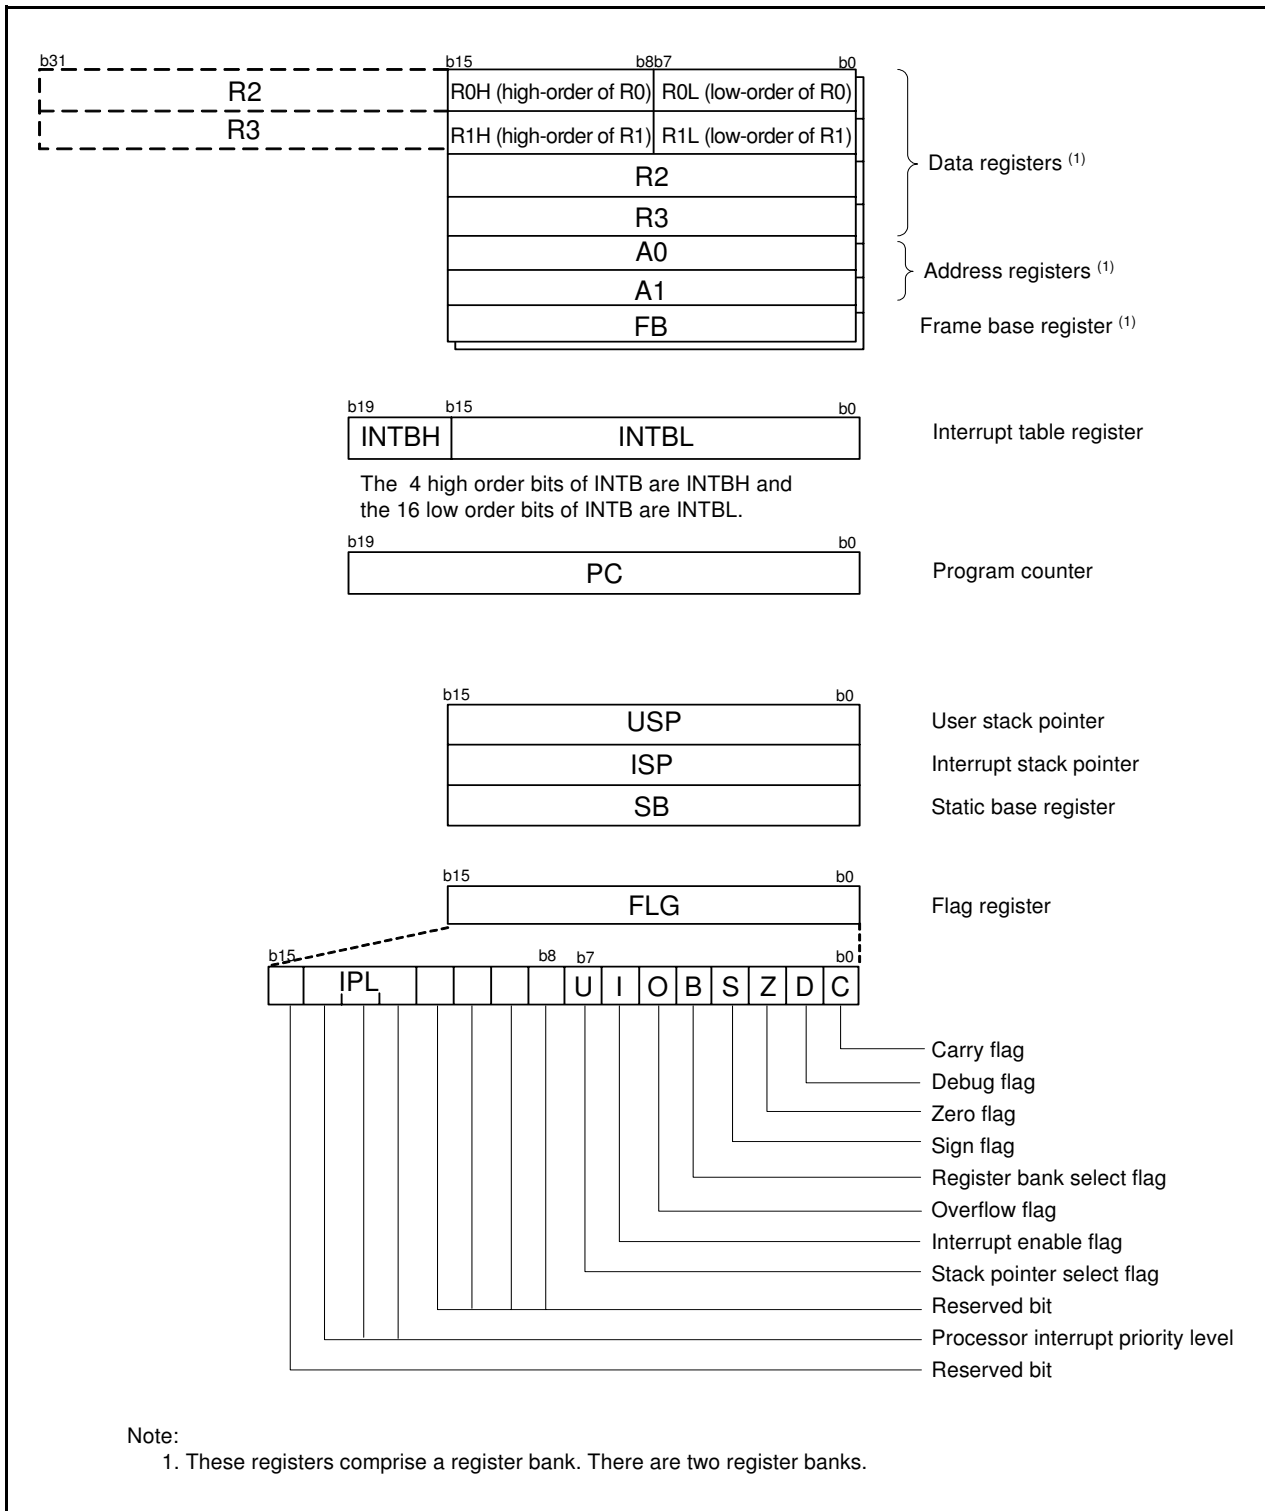 b31 b15 b8b7 b0
R2 R0H (high-order of R0) R0L (low-order of R0)
R3 R1H (high-order of R1) R1L (low-order of R1)
Data registers (1)
R2
R3
A0
Address registers (1)
A1
FB Frame base register (1)
b19 b15 b0
INTBH INTBL Interrupt table register
The 4 high order bits of INTB are INTBH and
the 16 low order bits of INTB are INTBL.
b19 b0
PC Program counter
b15 b0
USP User stack pointer
ISP Interrupt stack pointer
SB Static base register
b15 b0
FLG Flag register
b15 b8 b7 b0
IPL U I O B S Z D C
Carry flag
Debug flag
Zero flag
Sign flag
Register bank select flag
Overflow flag
Interrupt enable flag
Stack pointer select flag
Reserved bit
Processor interrupt priority level
Reserved bit
Note:
1. These registers comprise a register bank. There are two register banks.